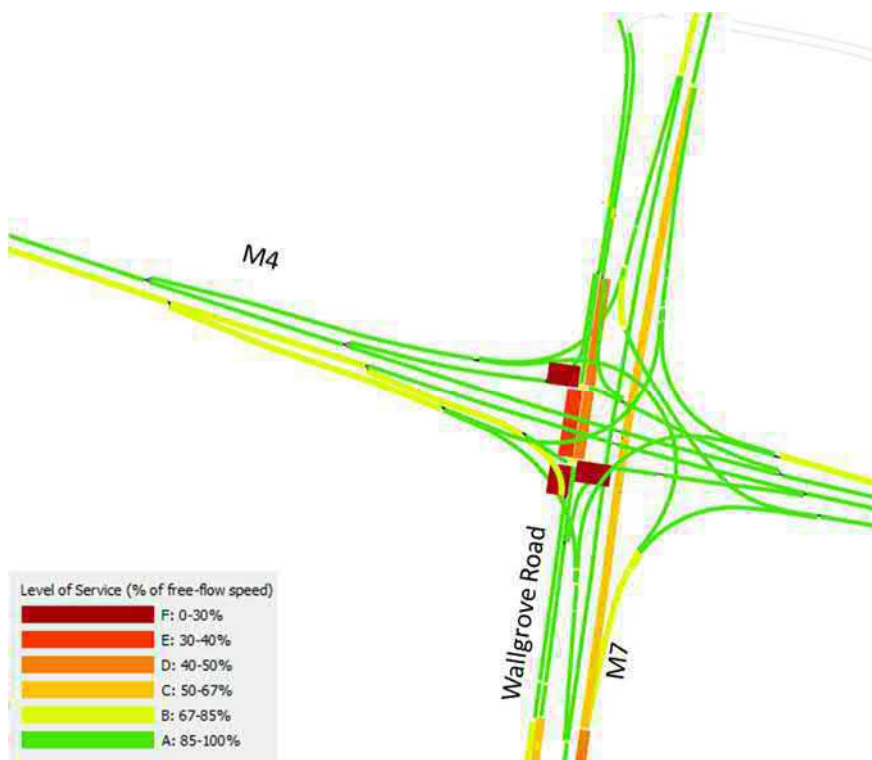 M4
Wallgrove Road
M7
Level of Service (% of free-flow speed)
F: 0-30%
E: 30-40%
D: 40-50%
C: 50-67%
B: 67-85%
A: 85-100%